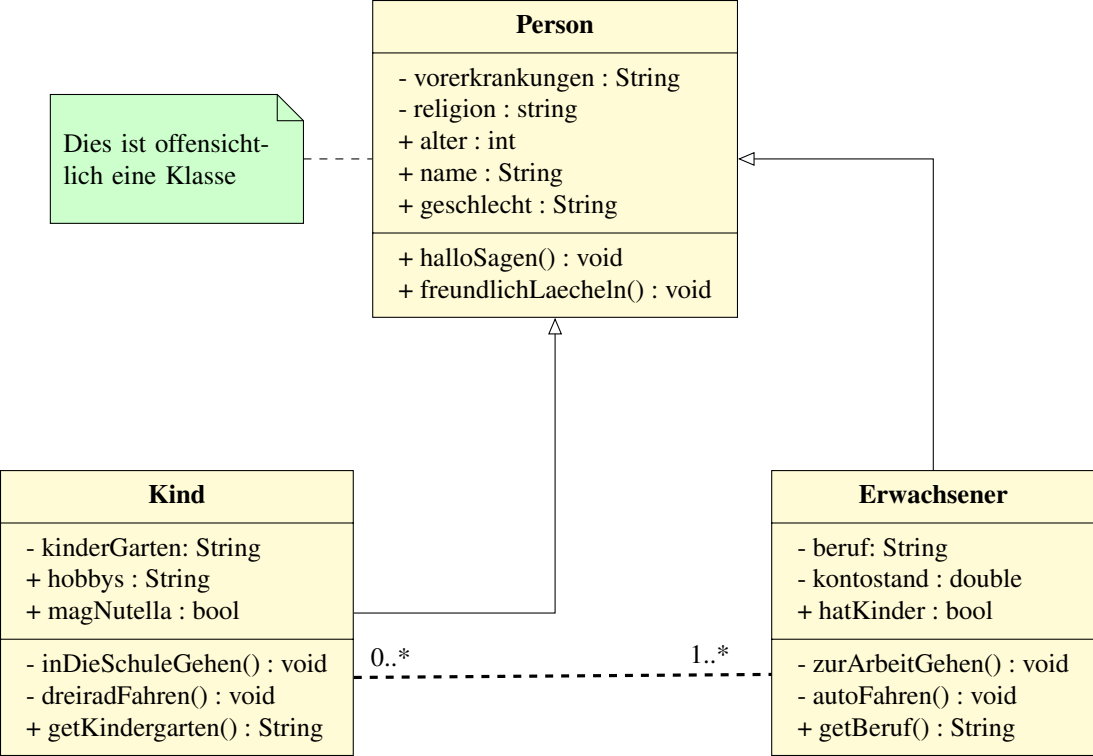 Person
- vorerkrankungen : String
- religion : string
+ alter : int
+ name : String
+ geschlecht : String
+ halloSagen() : void
+ freundlichLaecheln() : void
Dies ist offensicht-
lich eine Klasse
Kind
- kinderGarten: String
+ hobbys : String
+ magNutella : bool
- inDieSchuleGehen() : void
- dreiradFahren() : void
+ getKindergarten() : String
0..*
1..*
Erwachsener
- beruf: String
- kontostand : double
+ hatKinder : bool
- zurArbeitGehen() : void
- autoFahren() : void
+ getBeruf() : String